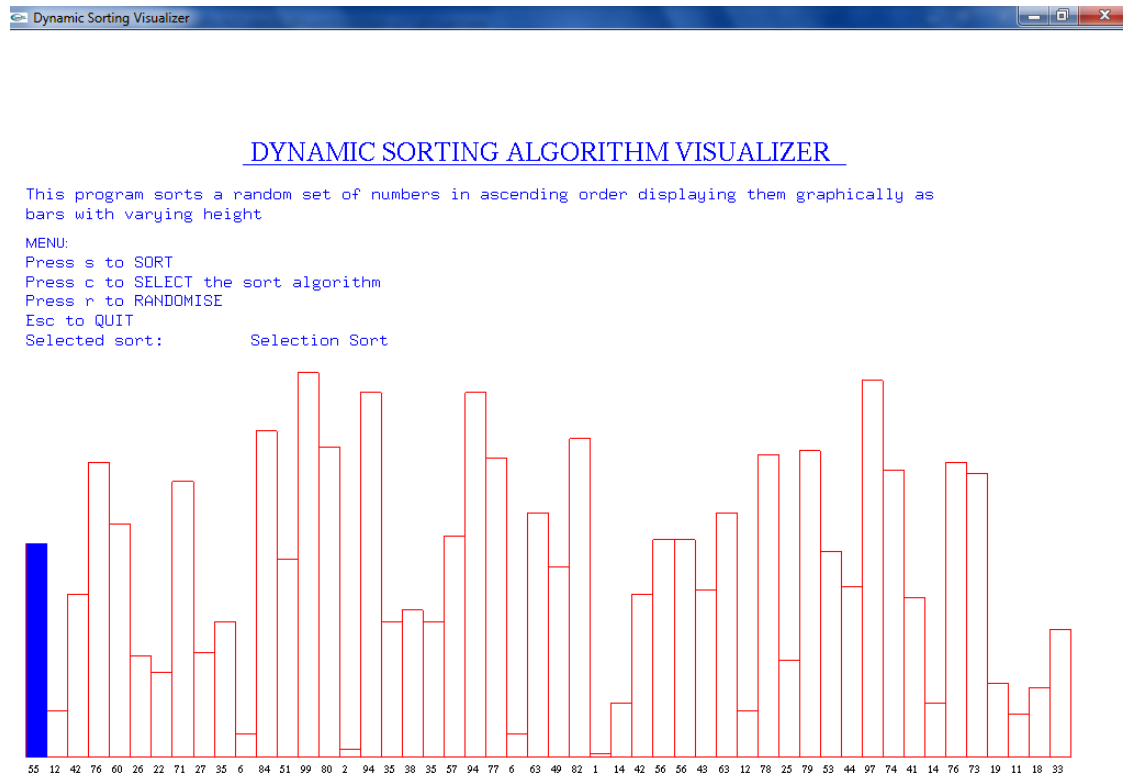 Dynamic Sorting Visualizer
DYNAMIC SORTING ALGORITHM VISUALIZER
This program sorts a random set of numbers in ascending order displaying them graphically as
bars with varying height
MENU:
Press s to SORT
Press c to SELECT the sort algorithm
Press r to RANDOMISE
Esc to QUIT
Selected sort: Selection Sort
55 12 42 76 60 26 22 71 27 35 6 84 51 99 80 2 94 35 38 35 57 94 77 6 63 49 82 1 14 42 56 56 43 63 12 78 25 79 53 44 97 74 41 14 76 73 19 11 18 33